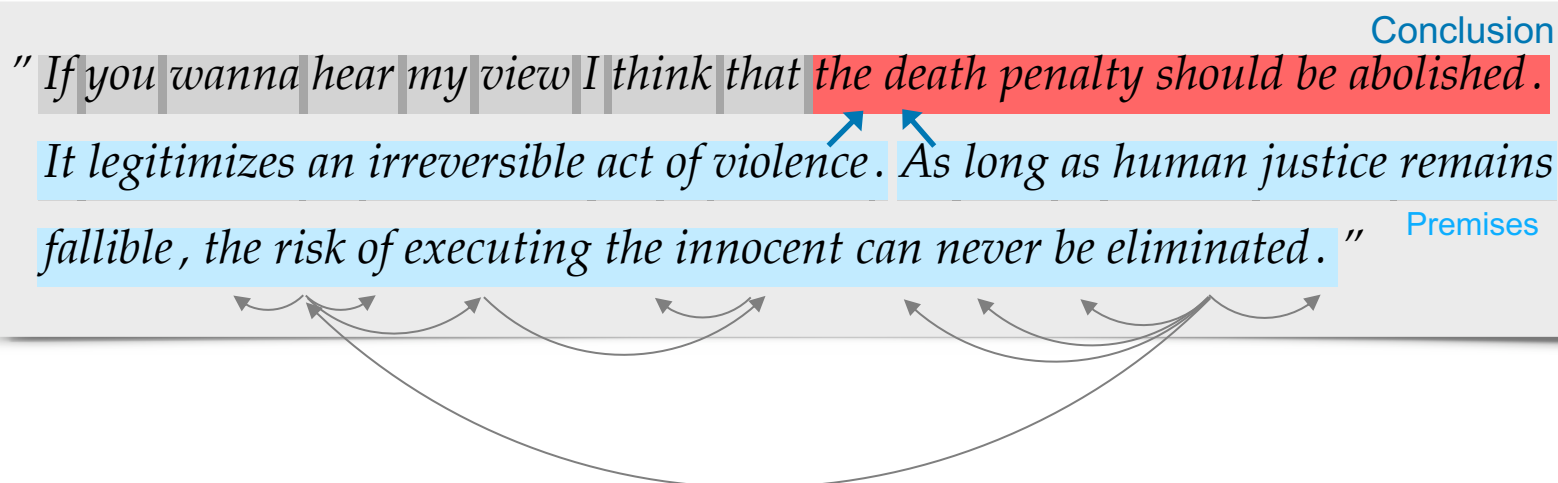 Conclusion
" If you wanna hear my view I think that the death penalty should be abolished .
It legitimizes an irreversible act of violence . As long as human justice remains
fallible , the risk of executing the innocent can never be eliminated . "
Premises